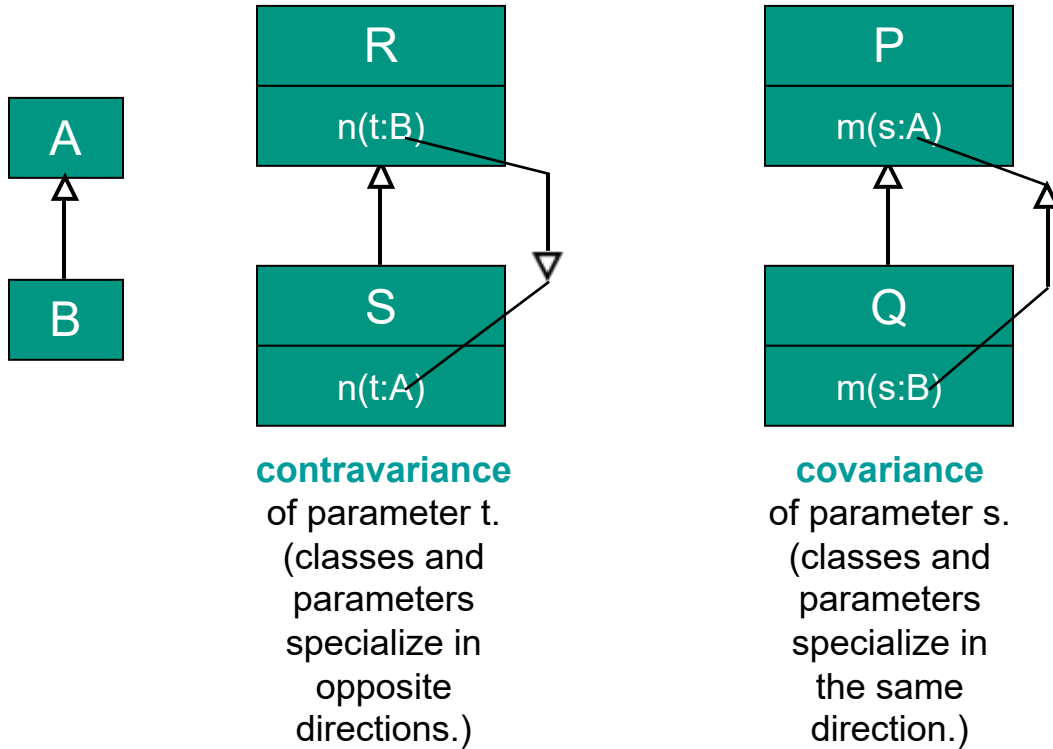 A
B
R
n(t:B)
S
n(t:A)
contravariance
of parameter t.
(classes and
parameters
specialize in
opposite
directions.)
P
m(s:A)
Q
m(s:B)
covariance
of parameter s.
(classes and
parameters
specialize in
the same
direction.)